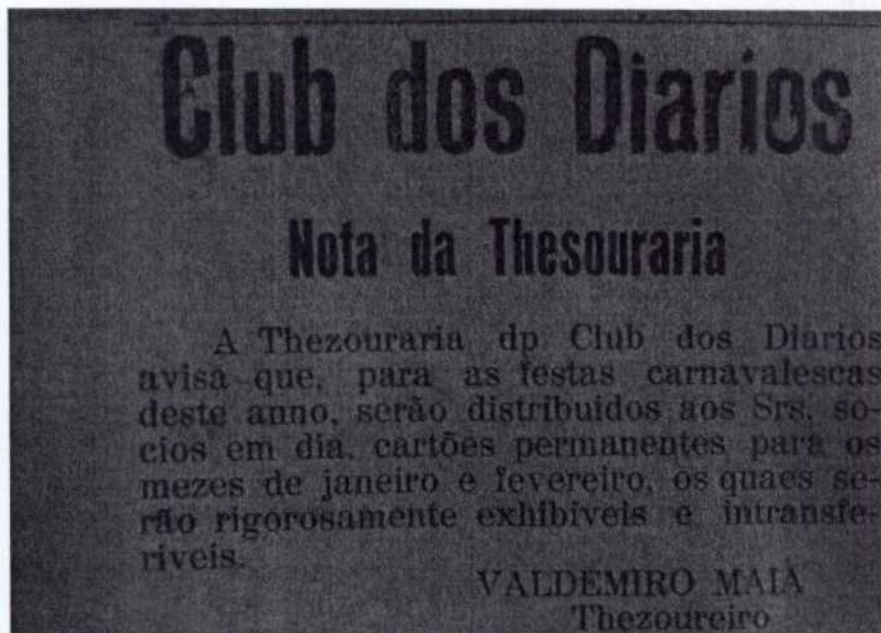 Club dos Diarios
Nota da Thesouraria
A Thezouraria dp Club dos Diarios
avisa que, para as festas carnavalescas
deste anno, serão distribuidos aos Srs. so-
cios em dia, cartões permanentes para os
mezes de janeiro e fevereiro, os quaes se-
rão rigorosamente exhibiveis e intransfe-
riveis.
VALDEMIRO MAIA
Thezoureiro